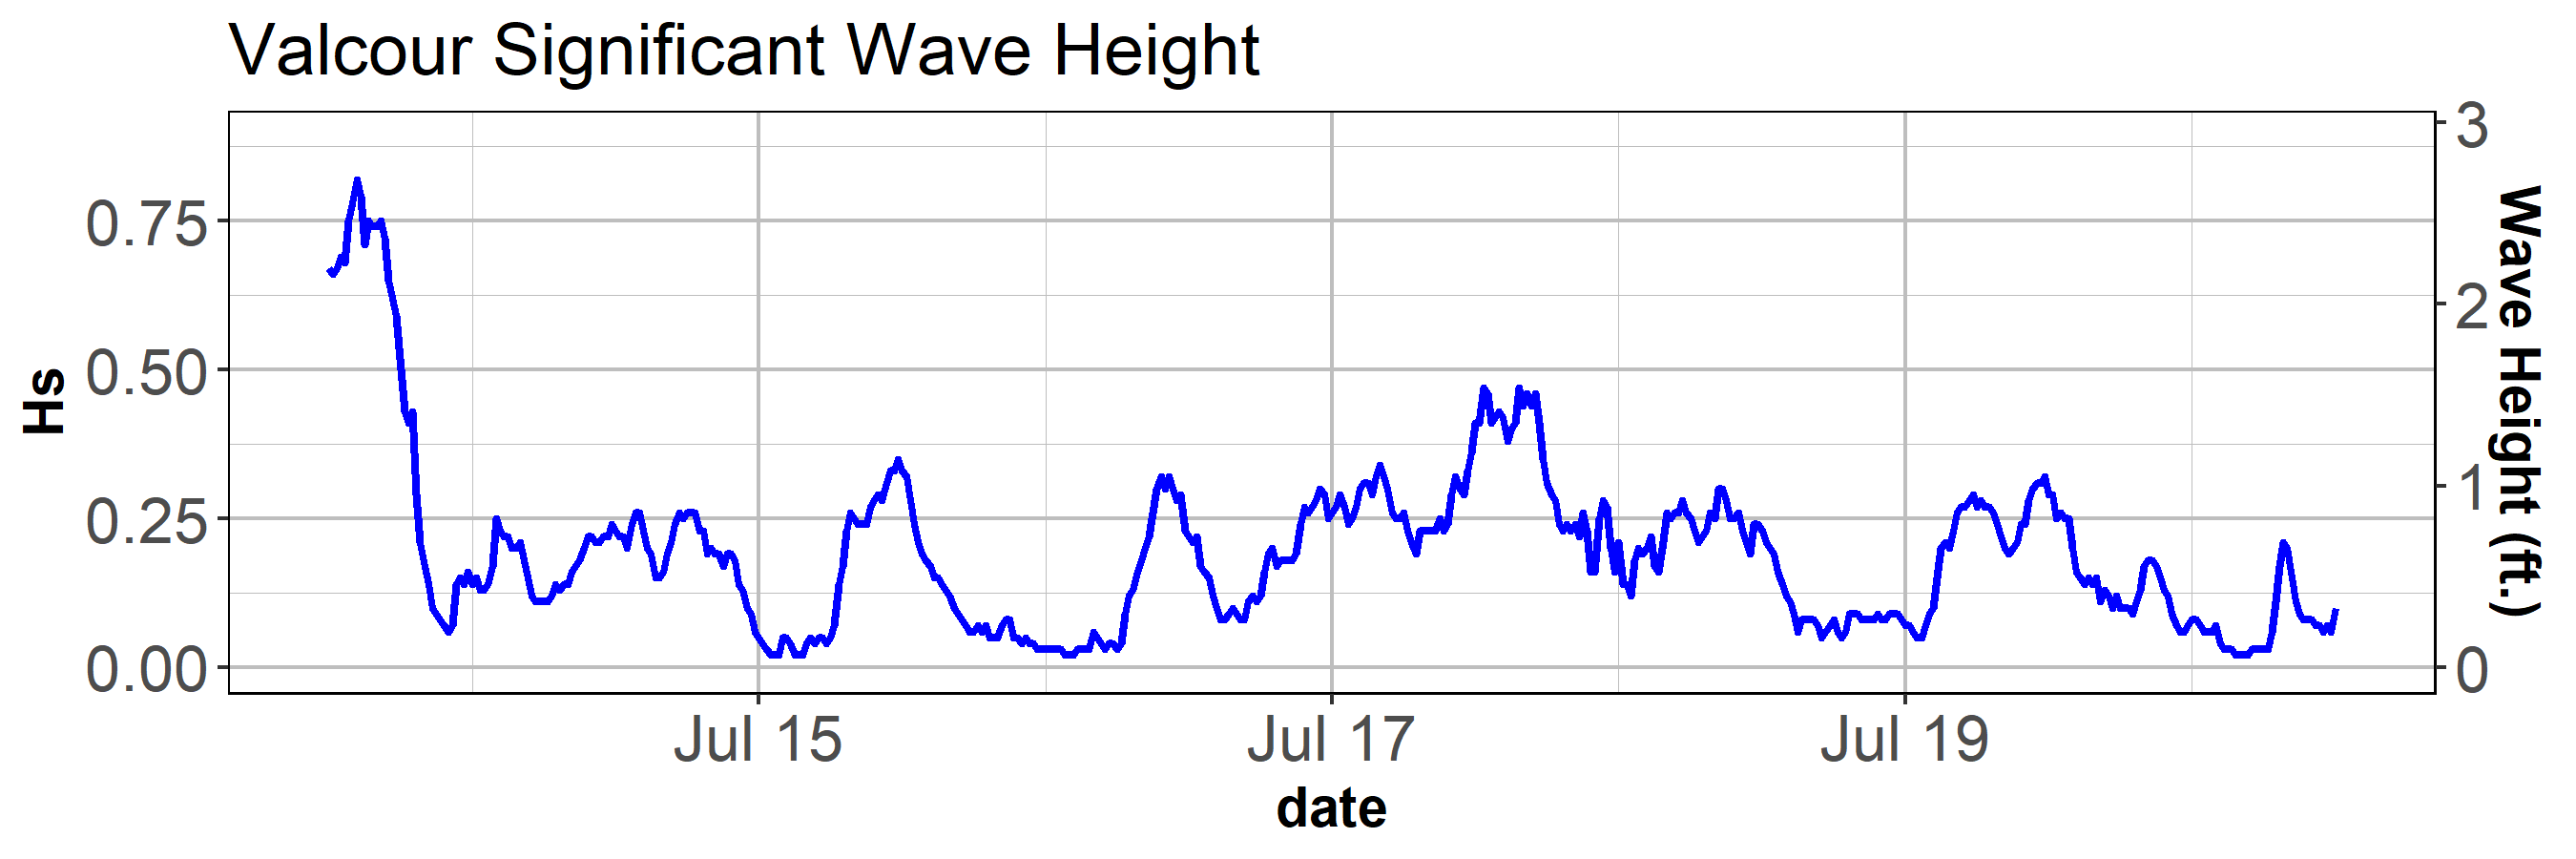 Valcour Significant Wave Height
Hs
0.75
0.50
0.25
0.00
3
2
1
0
Wave Height (ft.)
Jul 15 Jul 17 Jul 19
date